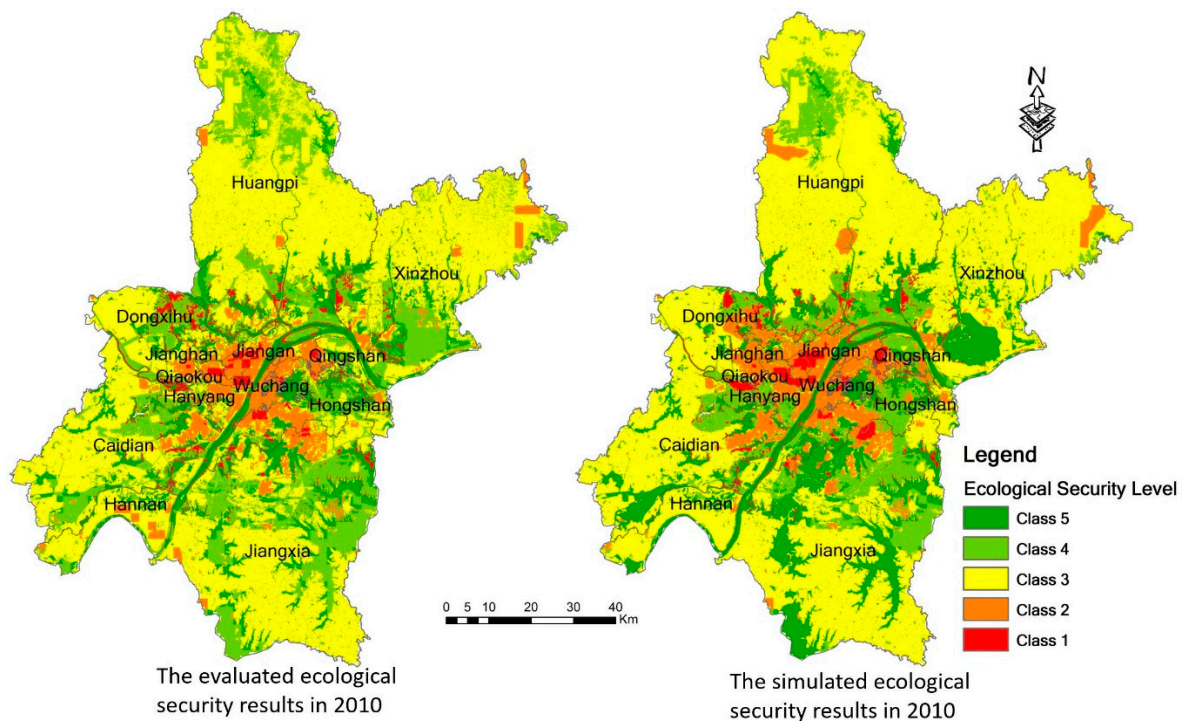 Huangpi
Xinzhou
Dongxihu
Jianghan
Jiangan
Qingshan
Qiaokou
Wuchang
Hanyang
Hongshan
Caidian
Hannan
Jiangxia
The evaluated ecological
security results in 2010
0 5 10 20 30 40
Km
N
Huangpi
Xinzhou
Dongxihu
Jianghan
Jiangan
Qingshan
Qiaokou
Wuchang
Hanyang
Hongshan
Caidian
Hannan
Jiangxia
The simulated ecological
security results in 2010
Legend
Ecological Security Level
Class 5
Class 4
Class 3
Class 2
Class 1